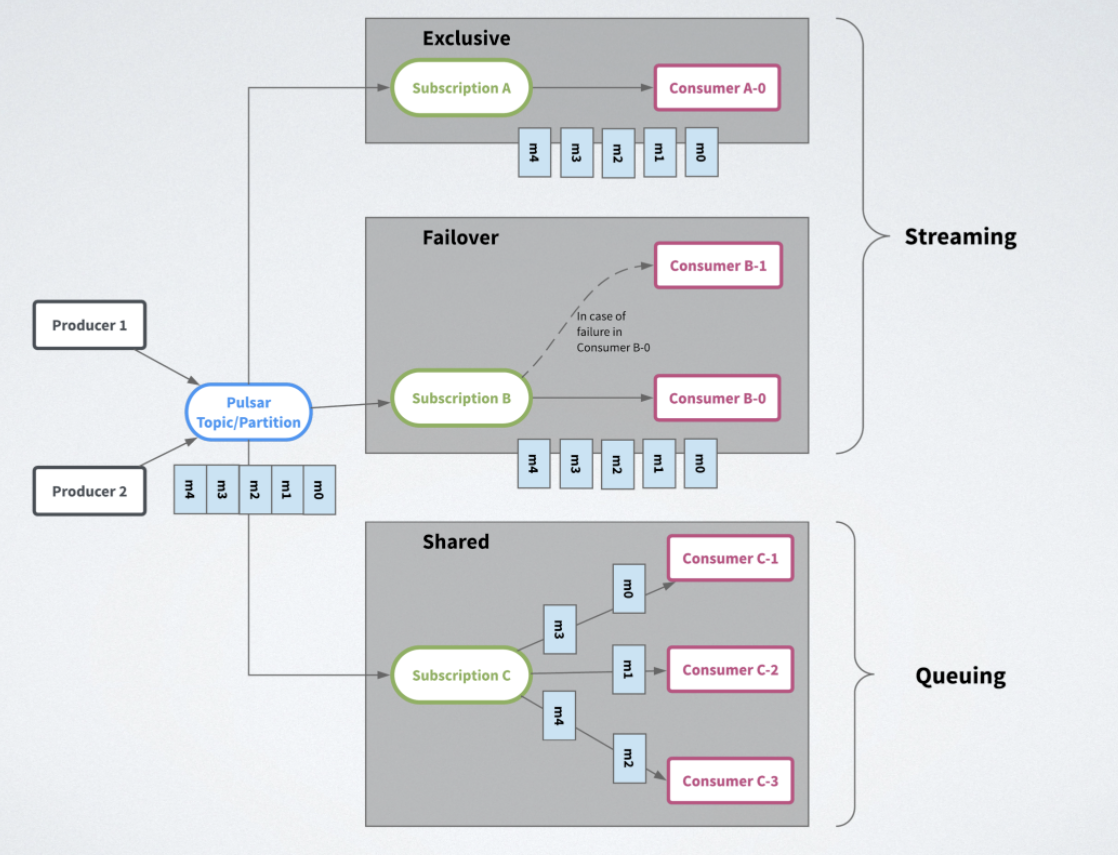 Exclusive
Subscription A
Consumer A-0
m4 m3 m2 m1 m0
Streaming
Failover
Consumer B-1
In case of
failure in
Consumer B-0
Subscription B
Consumer B-0
m4 m3 m2 m1 m0
Producer 1
Pulsar
Topic/Partition
Producer 2
m4 m3 m2 m1 m0
Shared
Consumer C-1
m0
m3
Subscription C
m1
Consumer C-2
m4
m2
Consumer C-3
Queuing